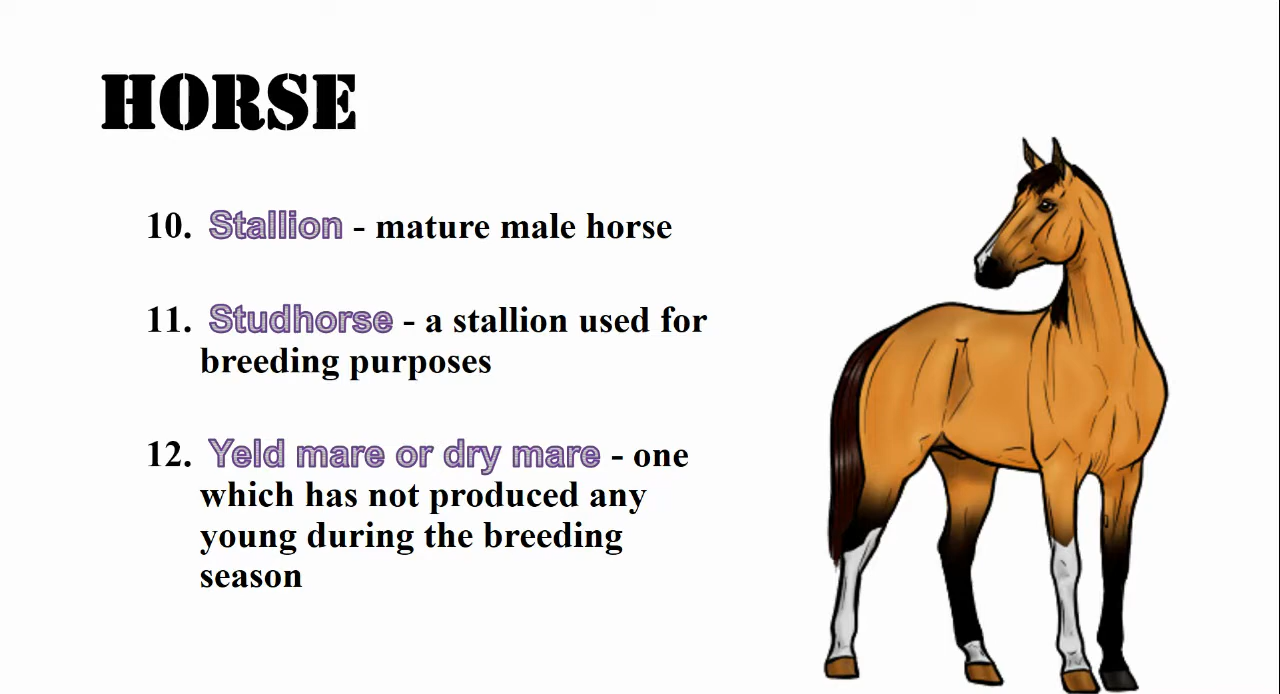 HORSE
10. Stallion - mature male horse
11. Studhorse - a stallion used for
breeding purposes
12. Yeld mare or dry mare - one
which has not produced any
young during the breeding
season